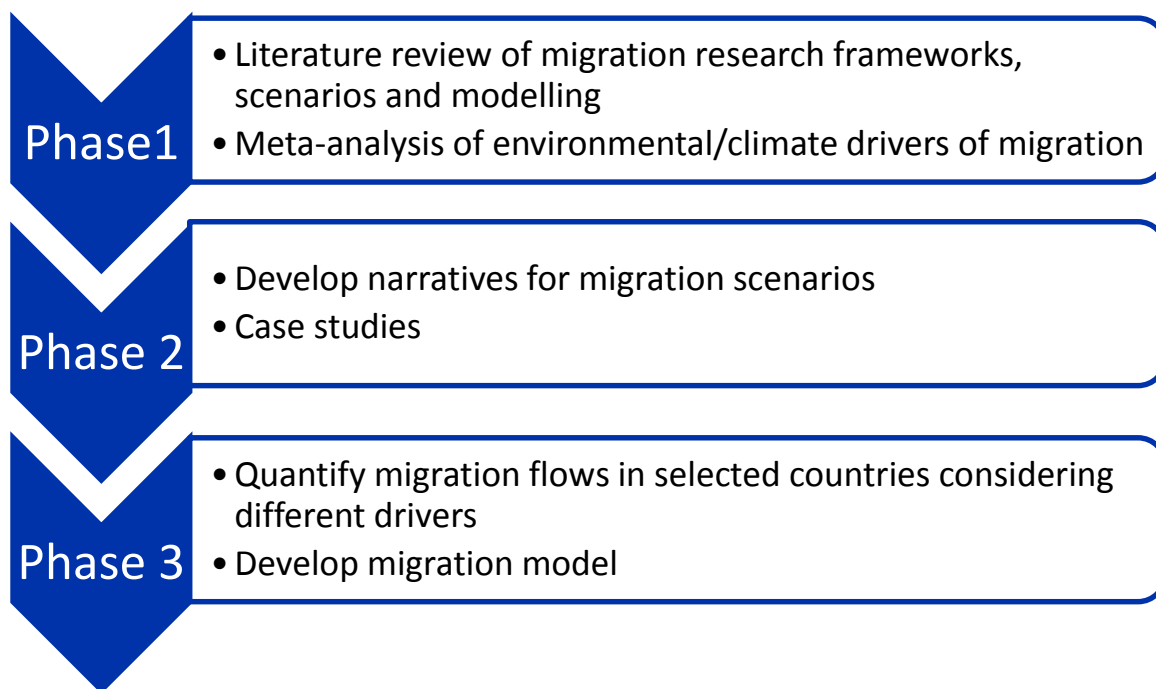 Phase1
• Literature review of migration research frameworks,
scenarios and modelling
• Meta-analysis of environmental/climate drivers of migration
Phase 2
• Develop narratives for migration scenarios
• Case studies
Phase 3
• Quantify migration flows in selected countries considering
different drivers
• Develop migration model